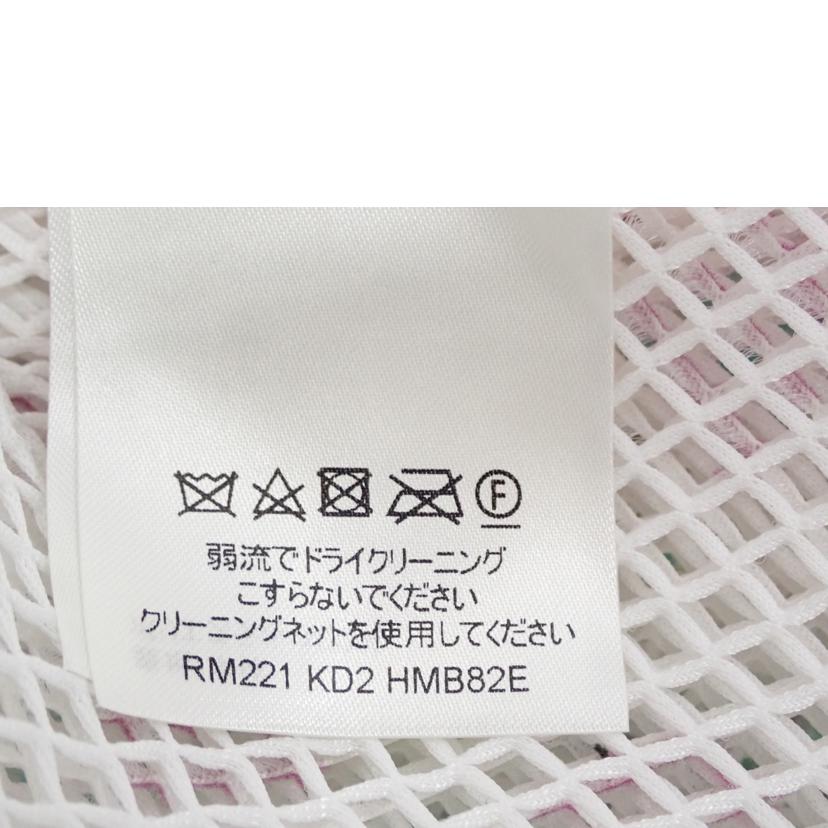 F
弱流でドライクリーニング
こすらないでください
クリーニングネットを使用してください
RM221 KD2 HMB82E